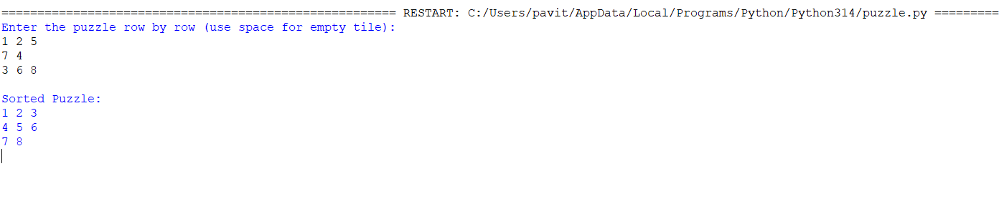 ======================================================= RESTART: C:/Users/pavit/AppData/Local/Programs/Python/Python314/puzzle.py =========
Enter the puzzle row by row (use space for empty tile):
1 2 5
7 4
3 6 8
Sorted Puzzle:
1 2 3
4 5 6
7 8